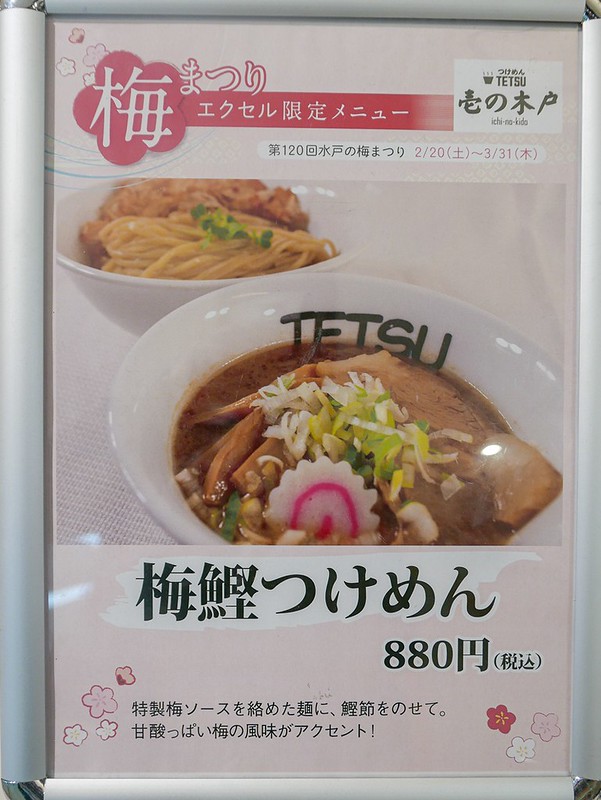 梅まつり
エクセル限定メニュー
つけめん
TETSU
壱の木戸
ichi-no-kido
第120回水戸の梅まつり 2/20(土)~3/31(木)
TETSU
梅鰹つけめん
880円(税込)
特製梅ソースを絡めた麺に、鰹節をのせて。
甘酸っぱい梅の風味がアクセント!